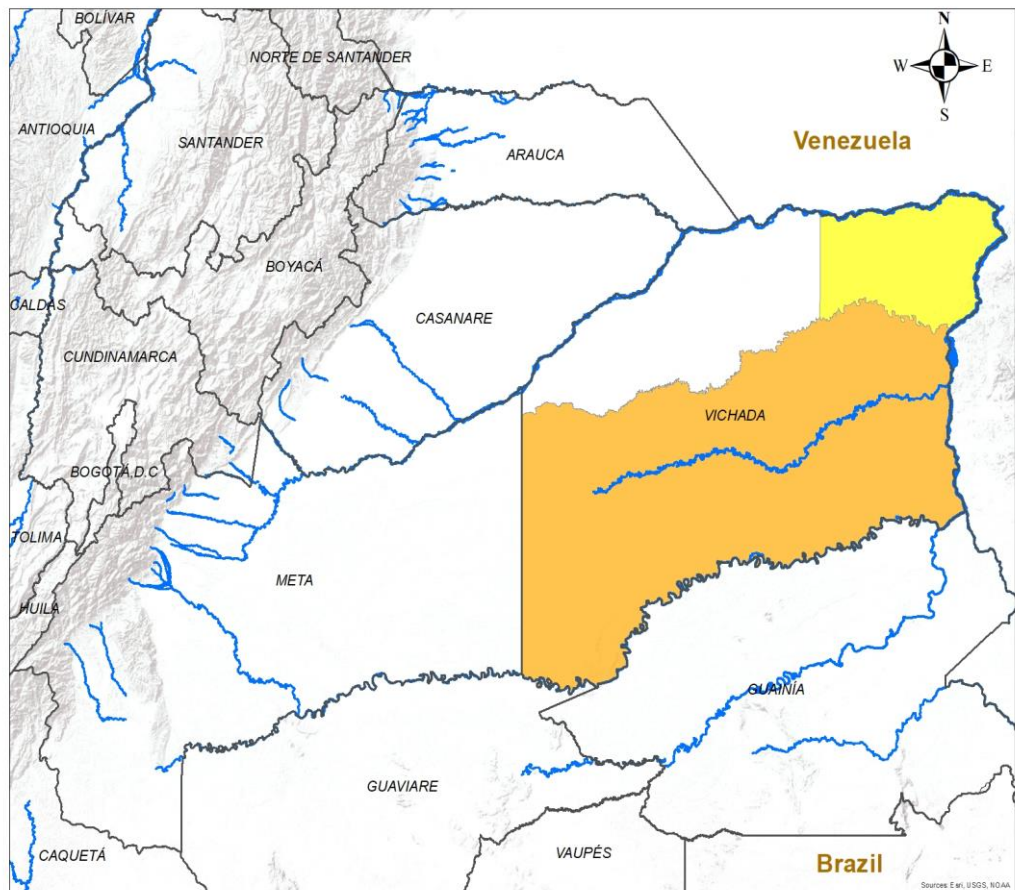 BOLÍVAR
NORTE DE SANTANDER
N
W
E
S
ANTIOQUIA
SANTANDER
ARAUCA
Venezuela
BOYACÁ
CALDAS
CASANARE
CUNDINAMARCA
VICHADA
BOGOTÁ D.C
TOLIMA
META
HUILA
GUAINÍA
GUAVIARE
CAQUETÁ
VAUPÉS
Brazil
Sources: Esri, USGS, NOAA